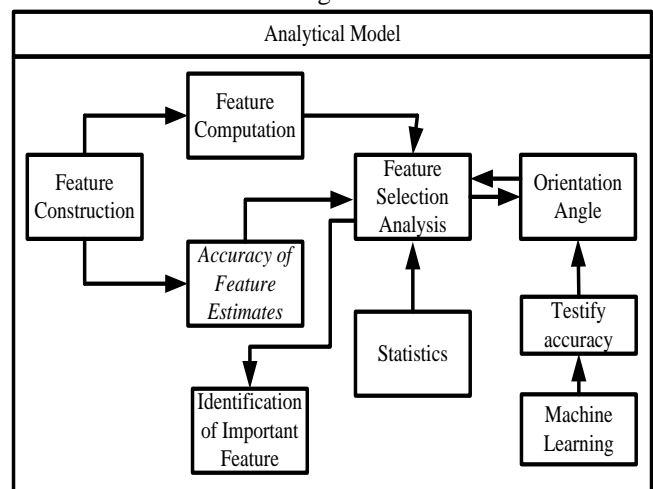 Analytical Model
Feature
Computation
Feature
Construction
Feature
Selection
Analysis
Orientation
Angle
Accuracy of
Feature
Estimates
Statistics
Testify
accuracy
Identification
of Important
Feature
Machine
Learning